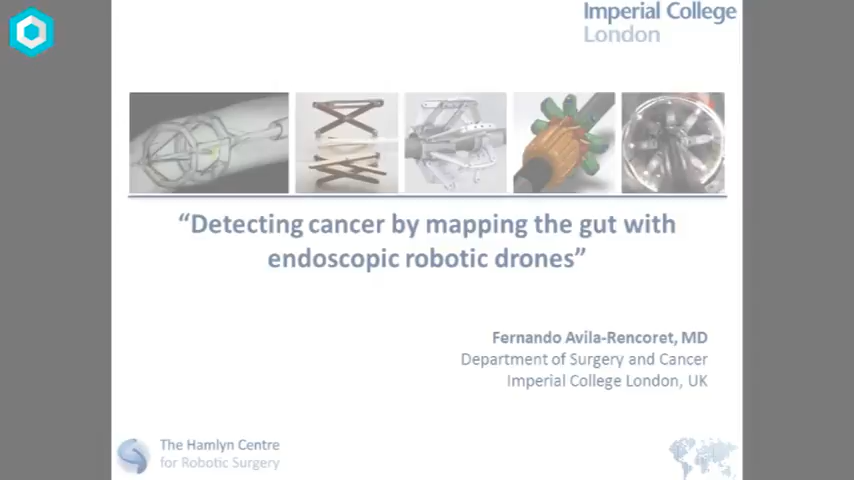 Imperial College
London
“Detecting cancer by mapping the gut with
endoscopic robotic drones”
Fernando Avila-Rencoret, MD
Department of Surgery and Cancer
Imperial College London, UK
The Hamlyn Centre
for Robotic Surgery